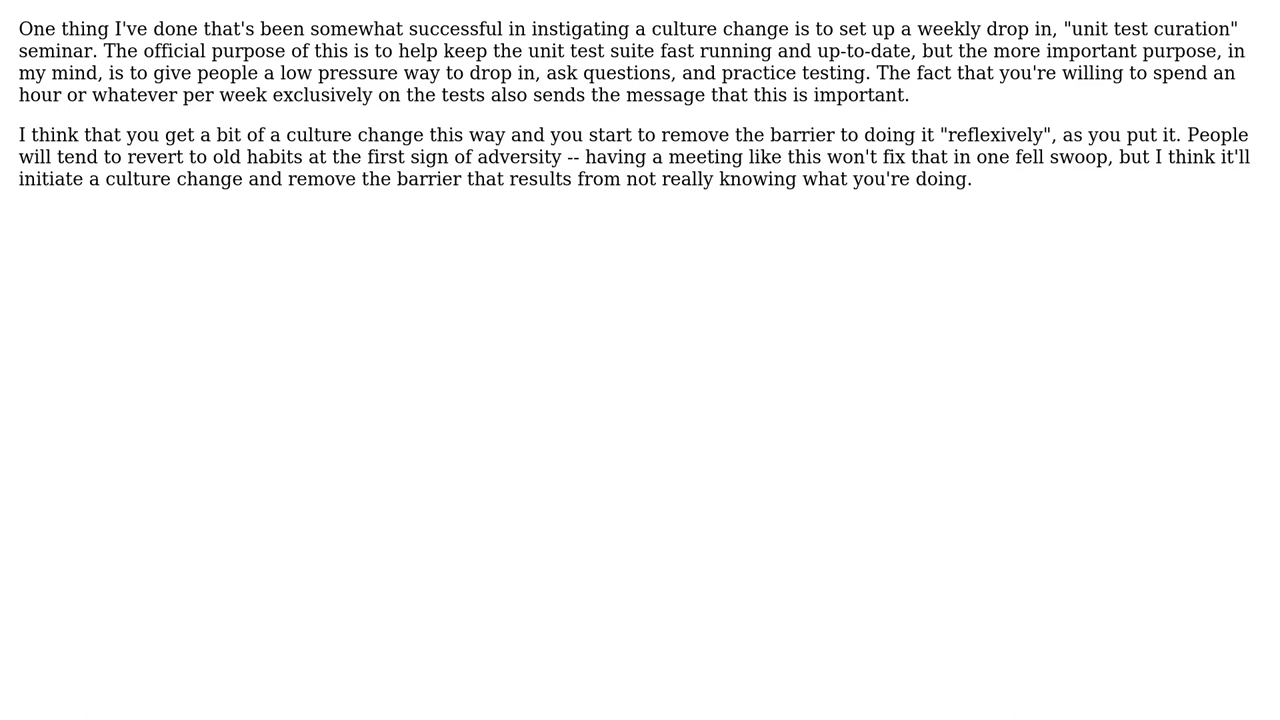 One thing I've done that's been somewhat successful in instigating a culture change is to set up a weekly drop in, "unit test curation"
seminar. The official purpose of this is to help keep the unit test suite fast running and up-to-date, but the more important purpose, in
my mind, is to give people a low pressure way to drop in, ask questions, and practice testing. The fact that you're willing to spend an
hour or whatever per week exclusively on the tests also sends the message that this is important.
I think that you get a bit of a culture change this way and you start to remove the barrier to doing it "reflexively", as you put it. People
will tend to revert to old habits at the first sign of adversity -- having a meeting like this won't fix that in one fell swoop, but I think it'll
initiate a culture change and remove the barrier that results from not really knowing what you're doing.